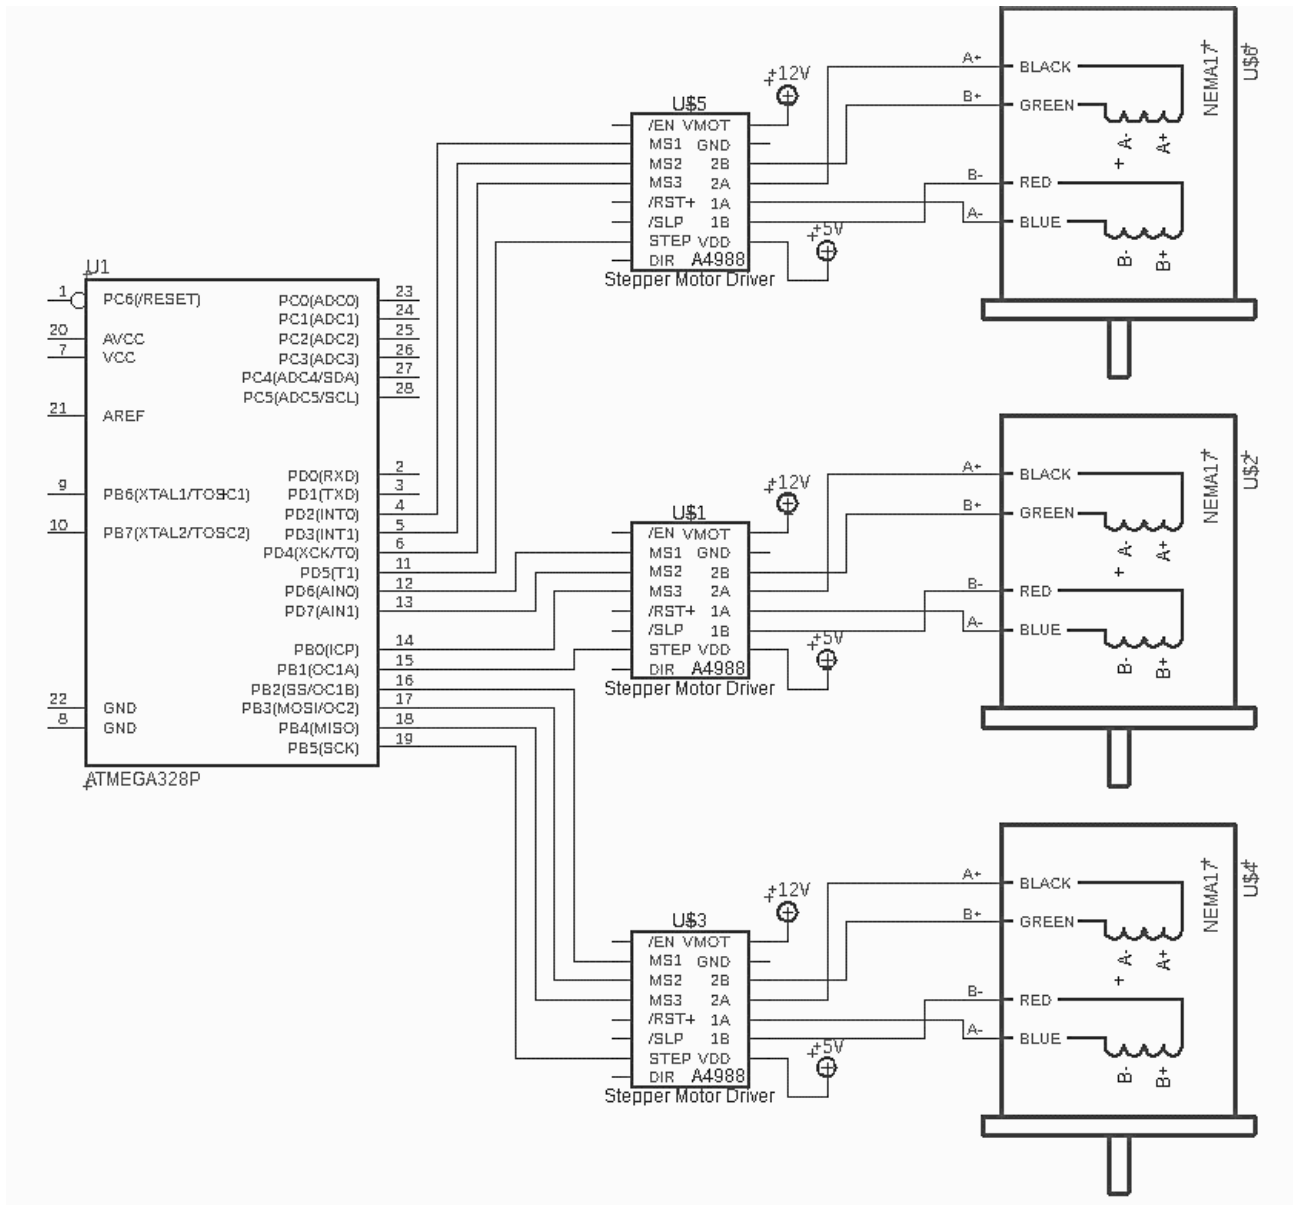 U1
1 PC6(/RESET) PC0(ADC0) 23
PC1(ADC1) 24
20 AVCC PC2(ADC2) 25
7 VCC PC3(ADC3) 26
PC4(ADC4/SDA) 27
PC5(ADC5/SCL) 28
21 AREF
PD0(RXD) 2
9 PB6(XTAL1/TOSC1) PD1(TXD) 3
PD2(INT0) 4
10 PB7(XTAL2/TOSC2) PD3(INT1) 5
PD4(XCK/T0) 6
PD5(T1) 11
PD6(AIN0) 12
PD7(AIN1) 13
PB0(ICP) 14
PB1(OC1A) 15
PB2(SS/OC1B) 16
22 GND PB3(MOSI/OC2) 17
8 GND PB4(MISO) 18
PB5(SCK) 19
ATMEGA328P
U$5
+12V
/EN VMOT
MS1 GND
MS2 2B
MS3 2A
/RST 1A
/SLP 1B
+5V
STEP VDD
DIR A4988
Stepper Motor Driver
A+ BLACK
B+ GREEN
A- A+
B- RED
A- BLUE
B- B+
NEMA17
U$6
U$1
+12V
/EN VMOT
MS1 GND
MS2 2B
MS3 2A
/RST 1A
/SLP 1B
+5V
STEP VDD
DIR A4988
Stepper Motor Driver
A+ BLACK
B+ GREEN
A- A+
B- RED
A- BLUE
B- B+
NEMA17
U$2
U$3
+12V
/EN VMOT
MS1 GND
MS2 2B
MS3 2A
/RST 1A
/SLP 1B
+5V
STEP VDD
DIR A4988
Stepper Motor Driver
A+ BLACK
B+ GREEN
A- A+
B- RED
A- BLUE
B- B+
NEMA17
U$4